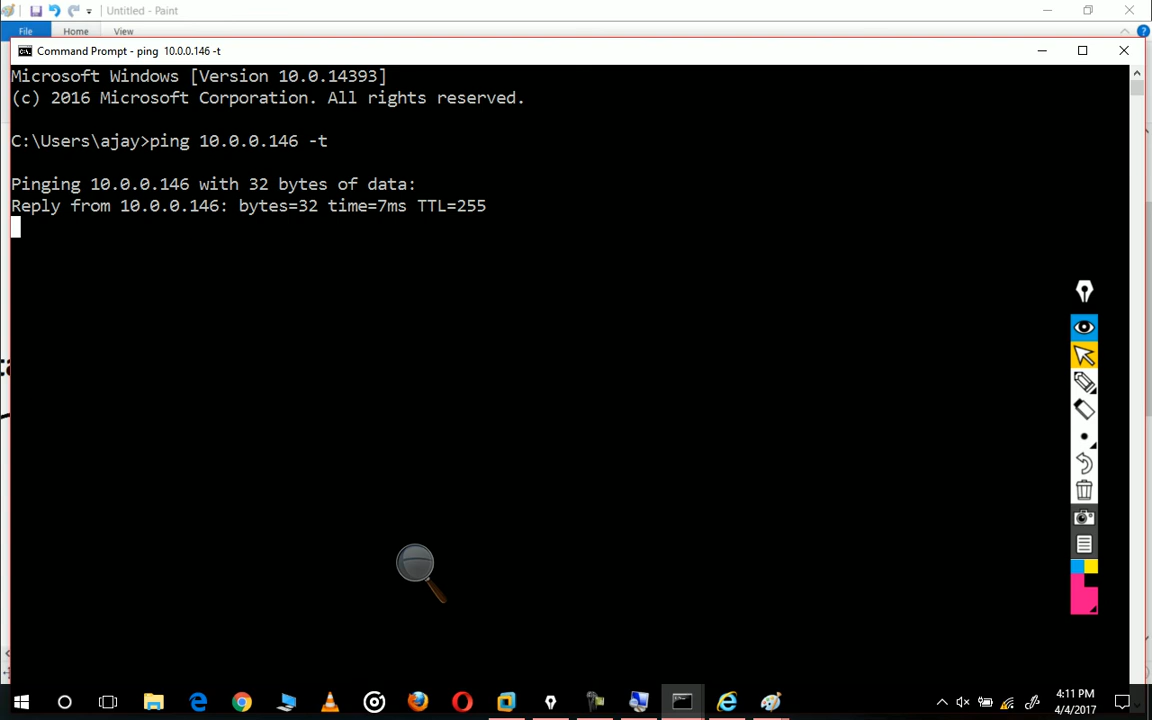 Untitled - Paint
File Home View
Command Prompt - ping 10.0.0.146 -t
Microsoft Windows [Version 10.0.14393]
(c) 2016 Microsoft Corporation. All rights reserved.
C:\Users\ajay>ping 10.0.0.146 -t
Pinging 10.0.0.146 with 32 bytes of data:
Reply from 10.0.0.146: bytes=32 time=7ms TTL=255
4:11 PM
4/4/2017